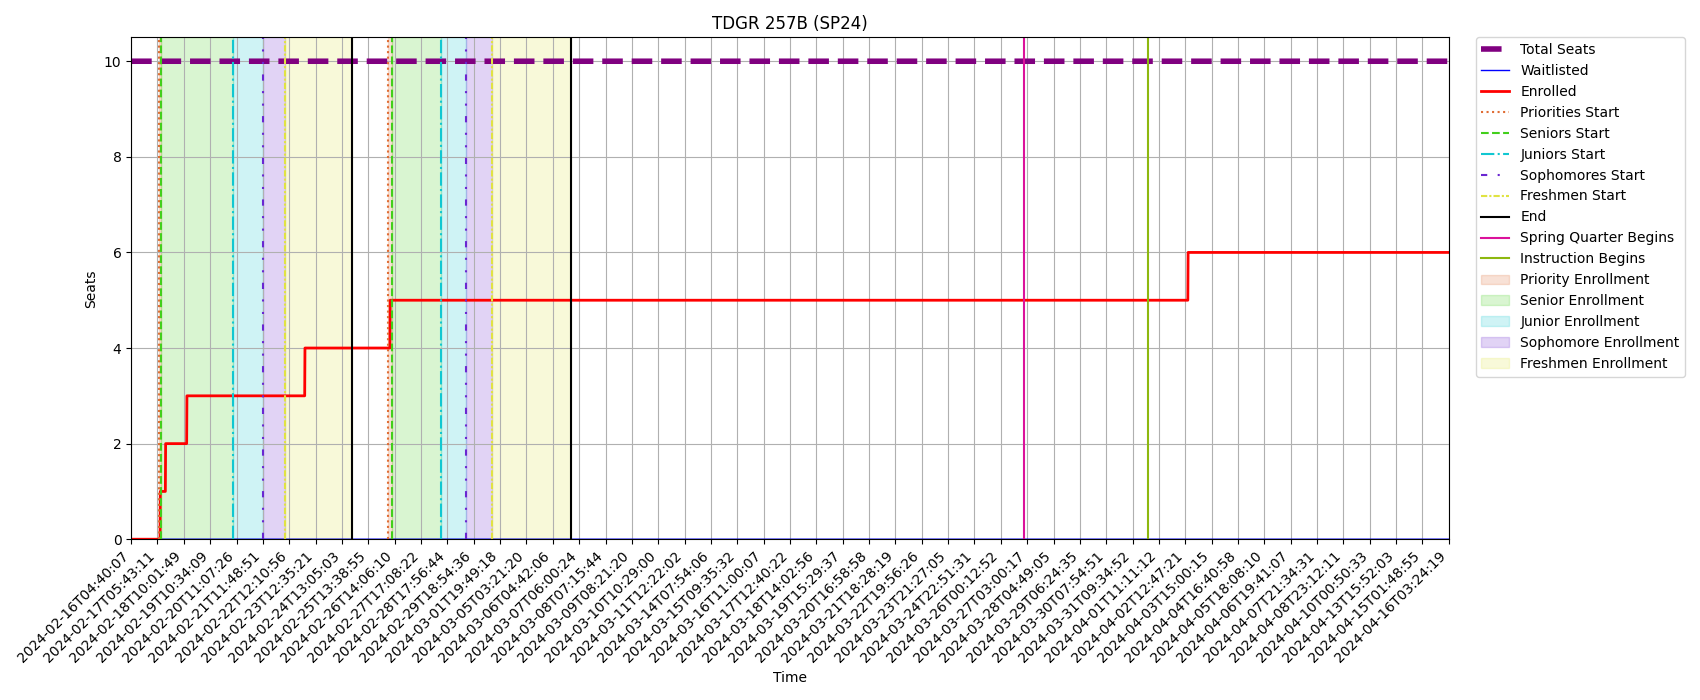 TDGR 257B (SP24)
10
8
6
4
2
0
Seats
2024-02-16T04:40:07
2024-02-17T05:43:11
2024-02-18T10:01:49
2024-02-19T10:34:09
2024-02-20T11:07:26
2024-02-21T11:48:51
2024-02-22T12:10:56
2024-02-23T12:35:21
2024-02-24T13:05:03
2024-02-25T13:38:55
2024-02-26T14:06:10
2024-02-27T17:08:22
2024-02-28T17:56:44
2024-02-29T18:54:36
2024-03-01T19:49:18
2024-03-05T03:21:20
2024-03-06T04:42:06
2024-03-07T06:00:24
2024-03-08T07:15:44
2024-03-09T08:21:20
2024-03-10T10:29:00
2024-03-11T12:22:02
2024-03-14T07:54:06
2024-03-15T09:35:32
2024-03-16T11:00:07
2024-03-17T12:40:22
2024-03-18T14:02:56
2024-03-19T15:29:37
2024-03-20T16:58:58
2024-03-21T18:28:19
2024-03-22T19:56:26
2024-03-23T21:27:05
2024-03-24T22:51:31
2024-03-26T00:12:52
2024-03-27T03:00:17
2024-03-28T04:49:05
2024-03-29T06:24:35
2024-03-30T07:54:51
2024-03-31T09:34:52
2024-04-01T11:11:12
2024-04-02T12:47:21
2024-04-03T15:00:15
2024-04-04T16:40:58
2024-04-05T18:08:10
2024-04-06T19:41:07
2024-04-07T21:34:31
2024-04-08T23:12:11
2024-04-10T00:50:33
2024-04-13T15:52:03
2024-04-15T01:48:55
2024-04-16T03:24:19
Time
Total Seats
Waitlisted
Enrolled
Priorities Start
Seniors Start
Juniors Start
Sophomores Start
Freshmen Start
End
Spring Quarter Begins
Instruction Begins
Priority Enrollment
Senior Enrollment
Junior Enrollment
Sophomore Enrollment
Freshmen Enrollment